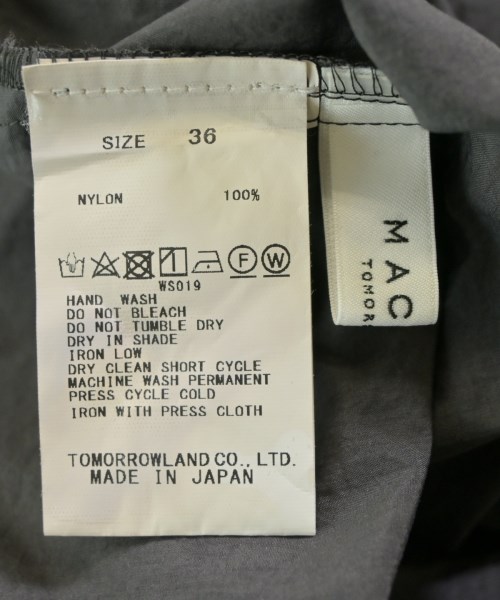 SIZE 36
NYLON 100%
F W
WS019
HAND WASH
DO NOT BLEACH
DO NOT TUMBLE DRY
DRY IN SHADE
IRON LOW
DRY CLEAN SHORT CYCLE
MACHINE WASH PERMANENT
PRESS CYCLE COLD
IRON WITH PRESS CLOTH
TOMORROWLAND CO., LTD.
MADE IN JAPAN
MAC
TOMOR